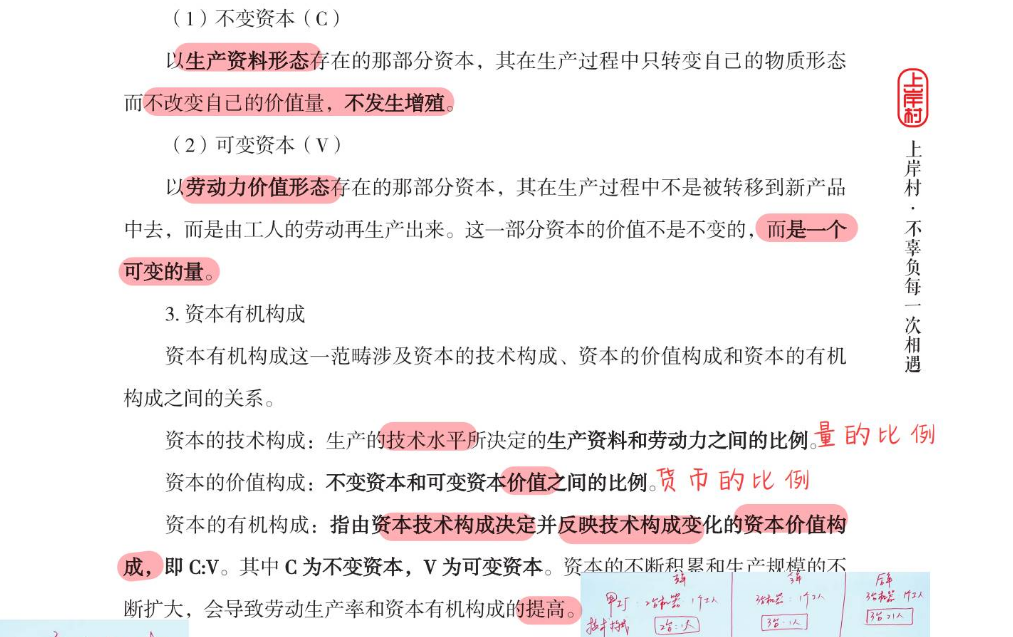 （1）不变资本（C）
以生产资料形态存在的那部分资本，其在生产过程中只转变自己的物质形态
而不改变自己的价值量，不发生增殖。
（2）可变资本（V）
以劳动力价值形态存在的那部分资本，其在生产过程中不是被转移到新产品
中去，而是由工人的劳动再生产出来。这一部分资本的价值不是不变的，而是一个
可变的量。
3. 资本有机构成
资本有机构成这一范畴涉及资本的技术构成、资本的价值构成和资本的有机
构成之间的关系。
资本的技术构成：生产的技术水平所决定的生产资料和劳动力之间的比例。量的比例
资本的价值构成：不变资本和可变资本价值之间的比例。货币的比例
资本的有机构成：指由资本技术构成决定并反映技术构成变化的资本价值构
成，即 C:V。其中 C 为不变资本，V 为可变资本。资本的不断积累和生产规模的不
断扩大，会导致劳动生产率和资本有机构成的提高。
上岸村
上岸村·不辜负每一次相遇